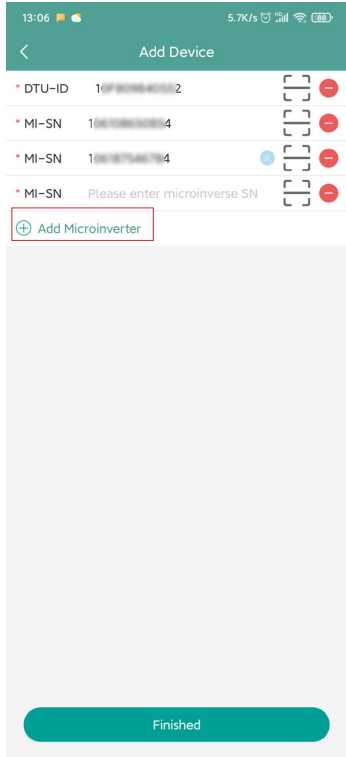 13:06 5.7K/s 88
Add Device
* DTU-ID
* MI-SN
* MI-SN
* MI-SN Please enter microinverse SN
Add Microinverter
Finished